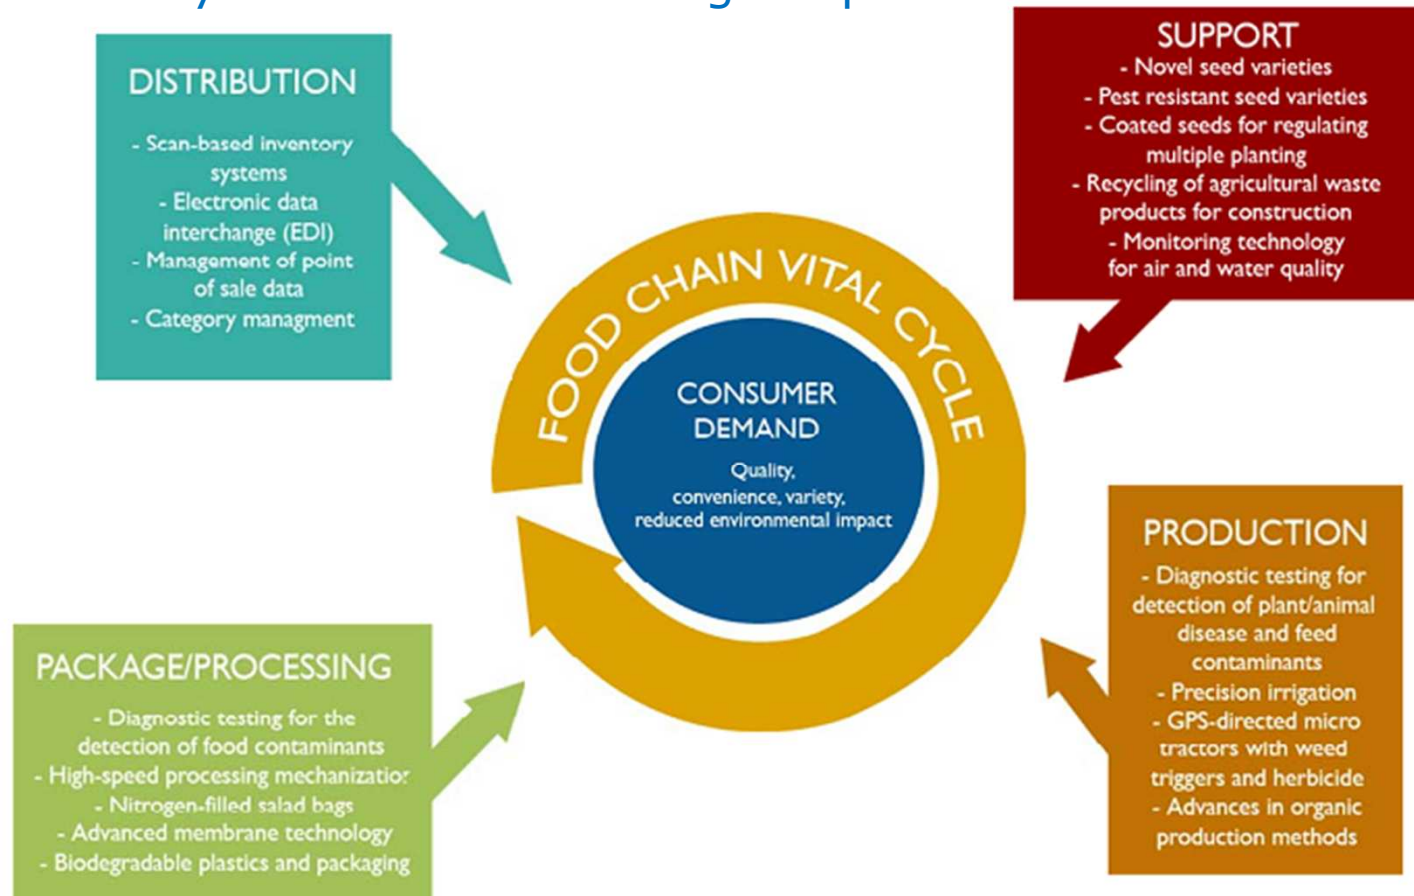 DISTRIBUTION
- Scan-based inventory
systems
- Electronic data
interchange (EDI)
- Management of point
of sale data
- Category managment
SUPPORT
- Novel seed varieties
- Pest resistant seed varieties
- Coated seeds for regulating
multiple planting
- Recycling of agricultural waste
products for construction
- Monitoring technology
for air and water quality
FOOD CHAIN VITAL CYCLE
CONSUMER
DEMAND
Quality,
convenience, variety,
reduced environmental impact
PACKAGE/PROCESSING
- Diagnostic testing for the
detection of food contaminants
- High-speed processing mechanization
- Nitrogen-filled salad bags
- Advanced membrane technology
- Biodegradable plastics and packaging
PRODUCTION
- Diagnostic testing for
detection of plant/animal
disease and feed
contaminants
- Precision irrigation
- GPS-directed micro
tractors with weed
triggers and herbicide
- Advances in organic
production methods